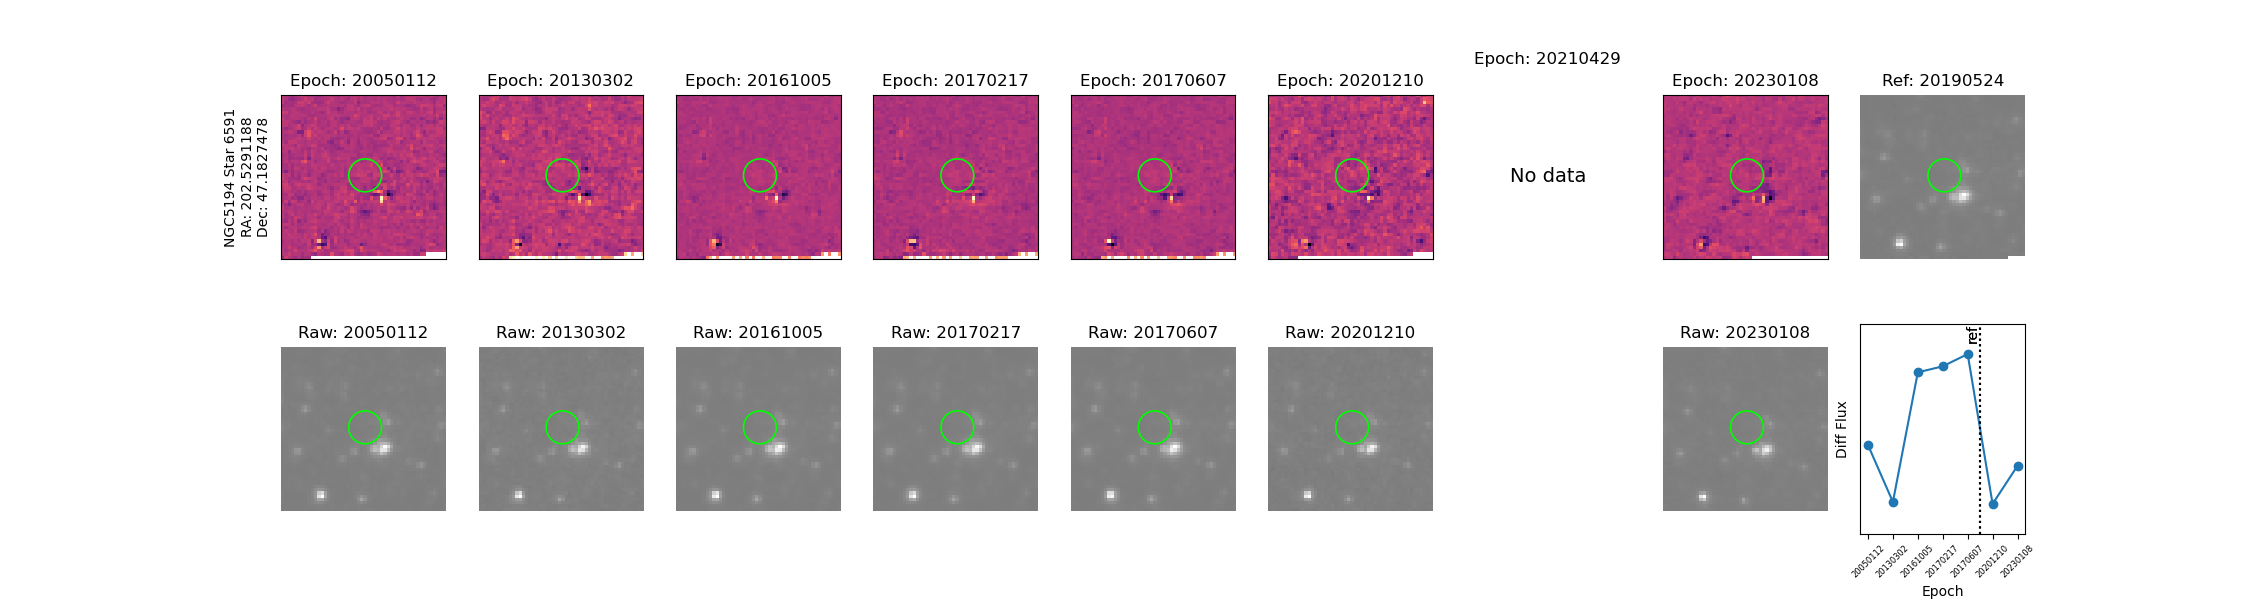 Epoch: 20210429
Epoch: 20050112
Epoch: 20130302
Epoch: 20161005
Epoch: 20170217
Epoch: 20170607
Epoch: 20201210
Epoch: 20230108
Ref: 20190524
NGC5194 Star 6591
RA: 202.5291188
Dec: 47.1827478
No data
Raw: 20050112
Raw: 20130302
Raw: 20161005
Raw: 20170217
Raw: 20170607
Raw: 20201210
Raw: 20230108
ref
Diff Flux
20050112
20130302
20161005
20170217
20170607
20201210
20230108
Epoch